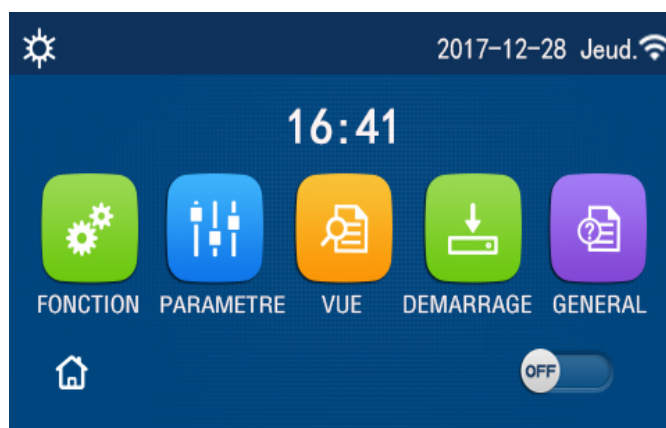 2017-12-28 Jeud.
16:41
FONCTION PARAMETRE VUE DEMARRAGE GENERAL
OFF